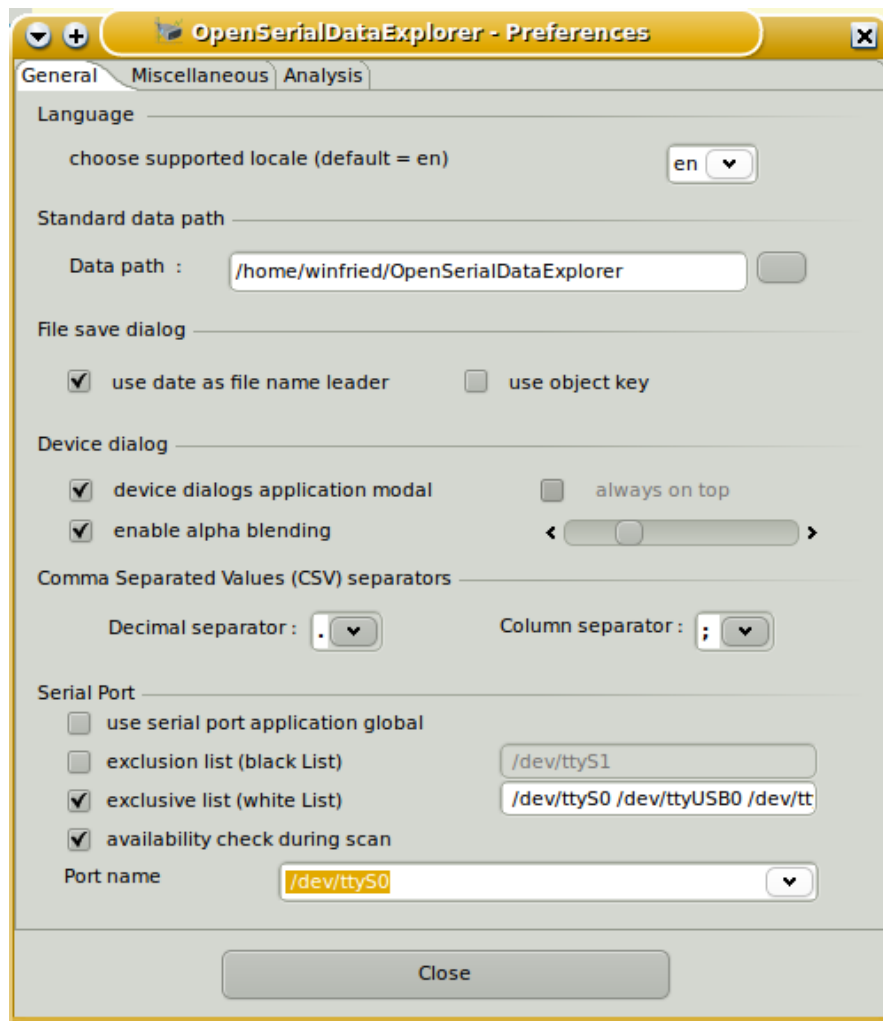 OpenSerialDataExplorer - Preferences
General Miscellaneous Analysis
Language
choose supported locale (default = en) en
Standard data path
Data path : /home/winfried/OpenSerialDataExplorer
File save dialog
use date as file name leader use object key
Device dialog
device dialogs application modal always on top
enable alpha blending
Comma Separated Values (CSV) separators
Decimal separator : . Column separator : ;
Serial Port
use serial port application global
exclusion list (black List) /dev/ttyS1
exclusive list (white List) /dev/ttyS0 /dev/ttyUSB0 /dev/tt
availability check during scan
Port name /dev/ttyS0
Close